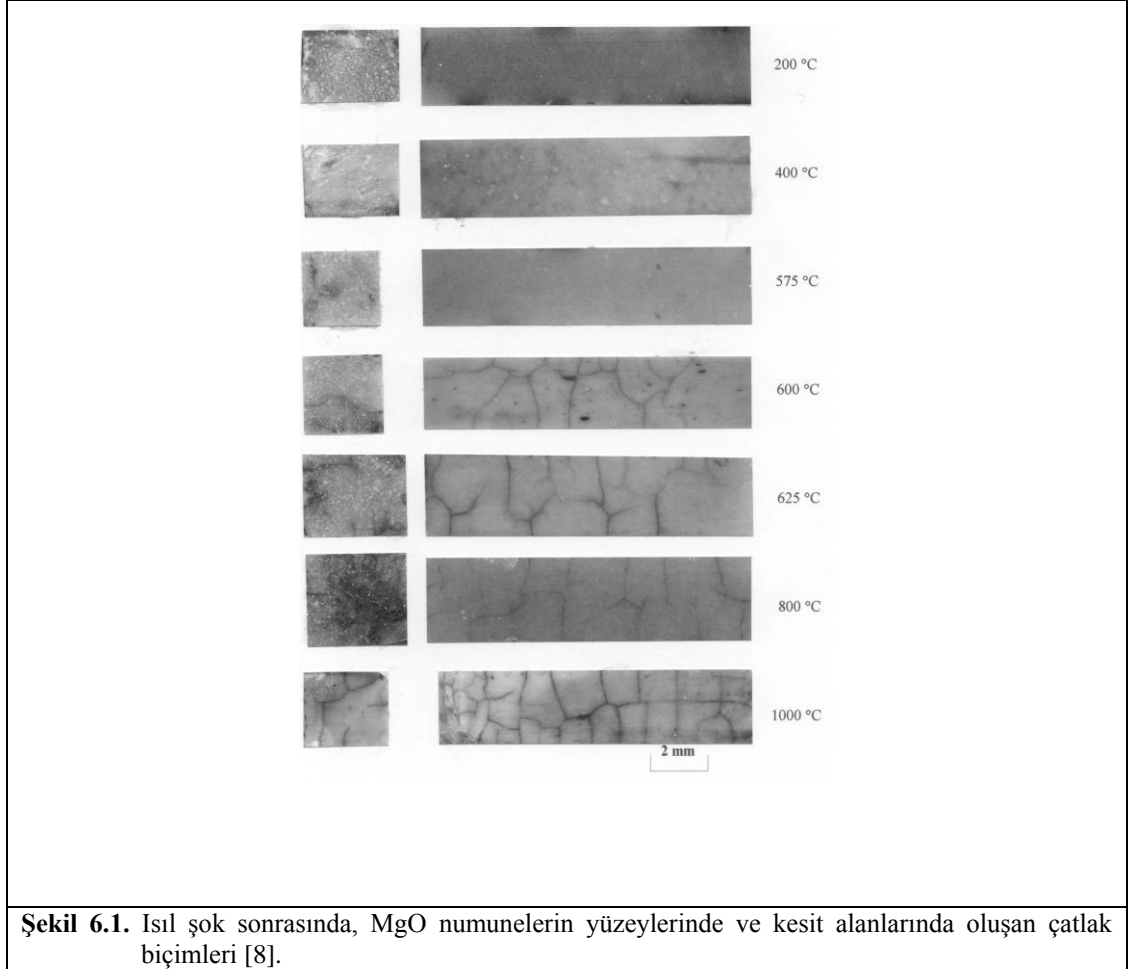 200 °C
400 °C
575 °C
600 °C
625 °C
800 °C
1000 °C
2 mm
Şekil 6.1. Isıl şok sonrasında, MgO numunelerin yüzeylerinde ve kesit alanlarında oluşan çatlak
biçimleri [8].